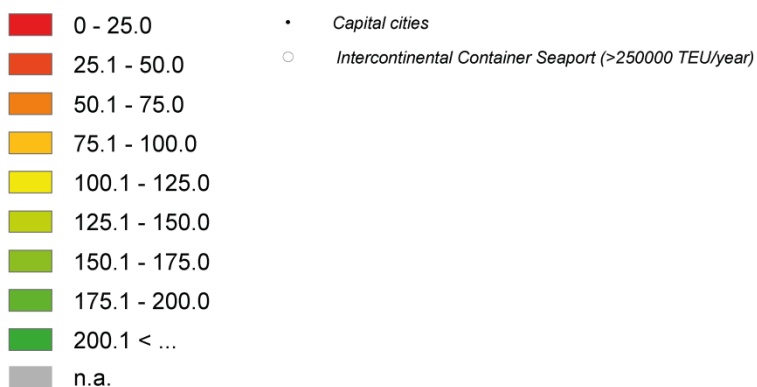 0 - 25.0
25.1 - 50.0
50.1 - 75.0
75.1 - 100.0
100.1 - 125.0
125.1 - 150.0
150.1 - 175.0
175.1 - 200.0
200.1 < ...
n.a.
Capital cities
Intercontinental Container Seaport (>250000 TEU/year)